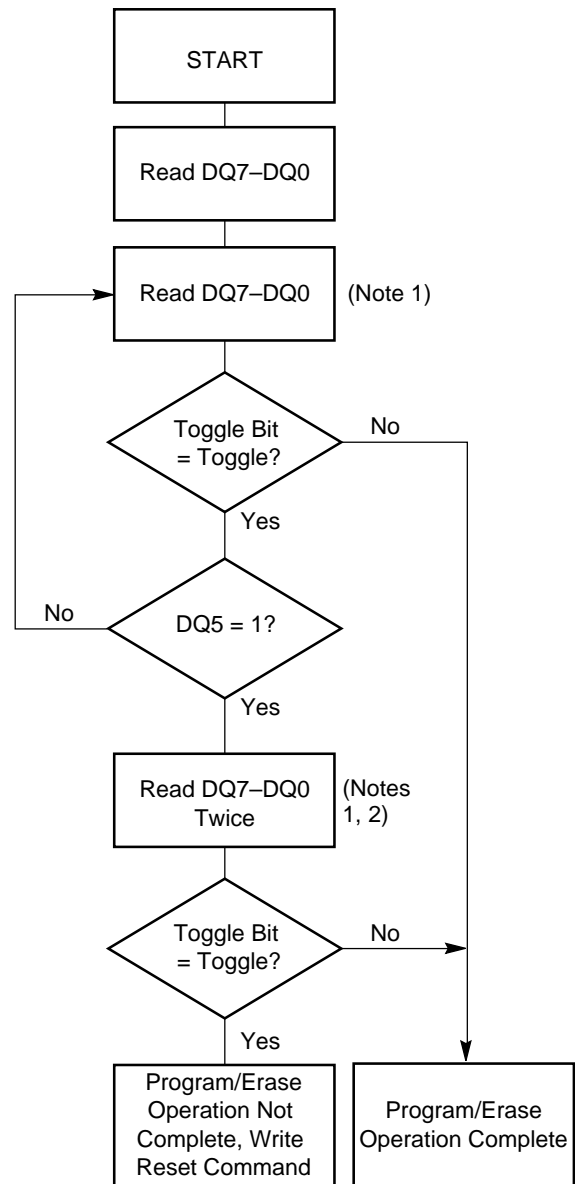 START
Read DQ7–DQ0
Read DQ7–DQ0
(Note 1)
Toggle Bit
= Toggle?
No
Yes
No
DQ5 = 1?
Yes
Read DQ7–DQ0
Twice
(Notes
1, 2)
Toggle Bit
= Toggle?
No
Yes
Program/Erase
Operation Not
Complete, Write
Reset Command
Program/Erase
Operation Complete